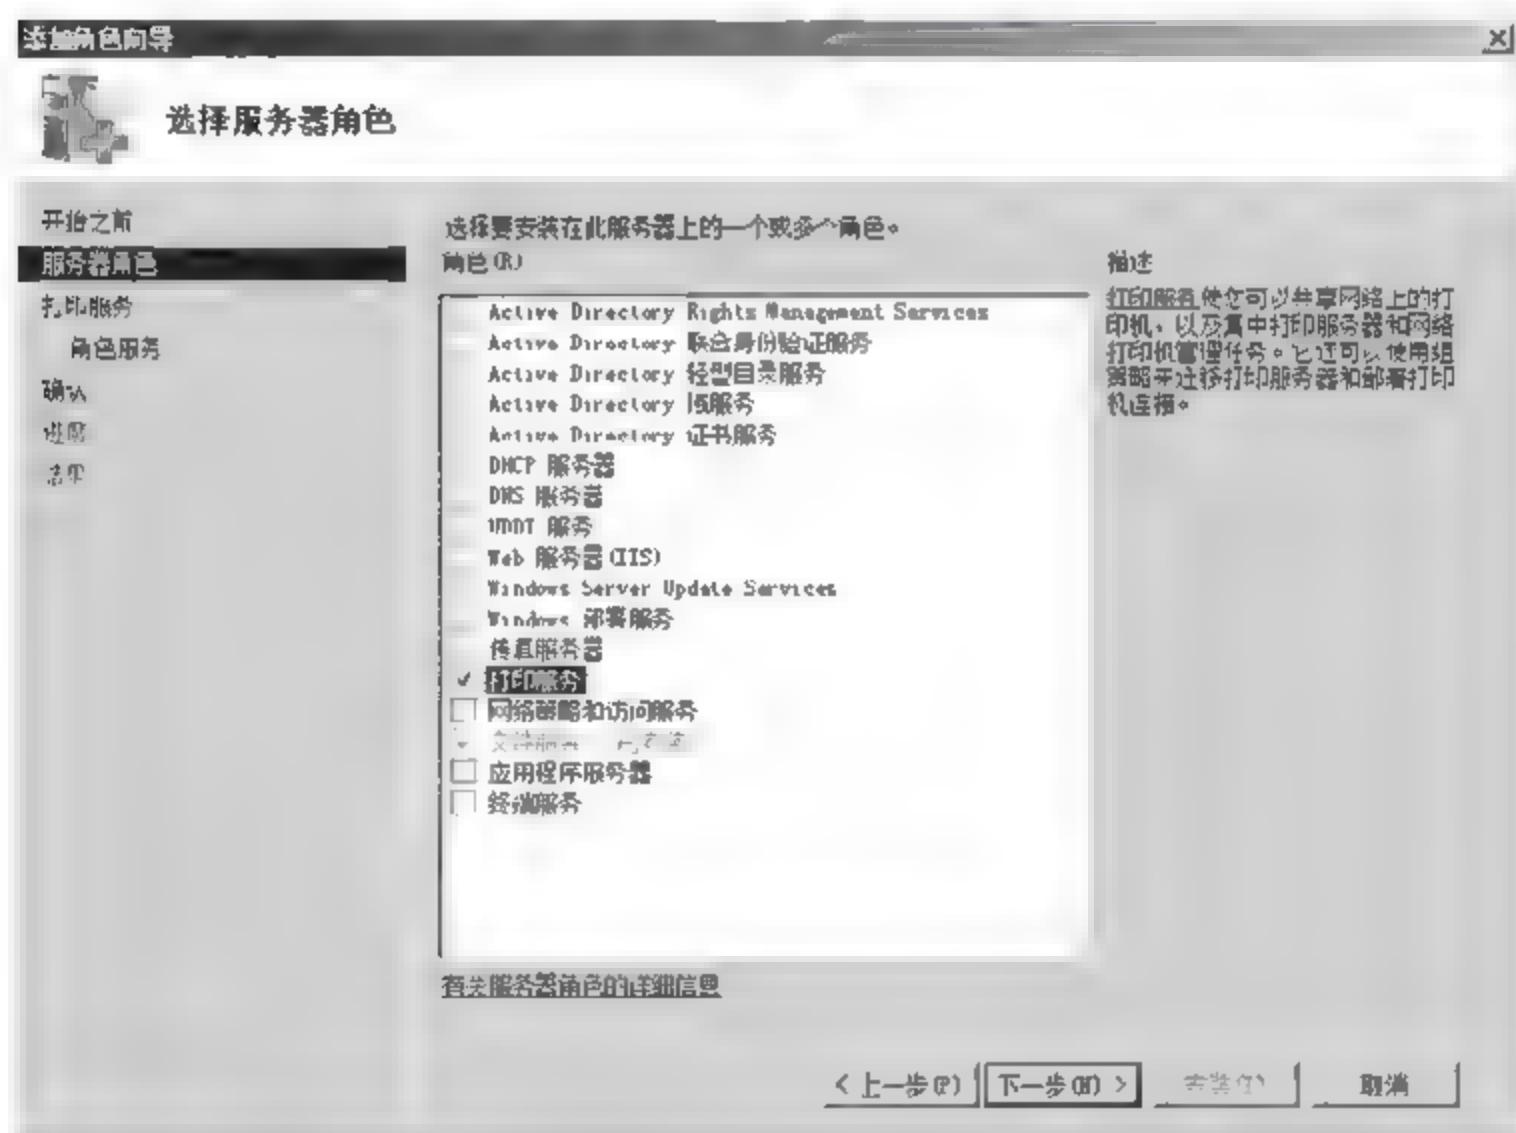 添加角色向导
选择服务器角色
开始之前
服务器角色
打印服务
角色服务
确认
进度
结果
选择要安装在此服务器上的一个或多个角色。
角色(R)
Active Directory Rights Management Services
Active Directory 联合身份验证服务
Active Directory 轻型目录服务
Active Directory 域服务
Active Directory 证书服务
DHCP 服务器
DNS 服务器
UDDI 服务
Web 服务器(IIS)
Windows Server Update Services
Windows 部署服务
传真服务器
打印服务
网络策略和访问服务
文件服务
应用程序服务器
终端服务
有关服务器角色的详细信息
描述
打印服务使您可以共享网络上的打
印机，以及集中打印服务器和网络
打印机管理任务。它还可以使用组
策略来迁移打印服务器和部署打印
机连接。
< 上一步(P)
下一步(N) >
安装(I)
取消